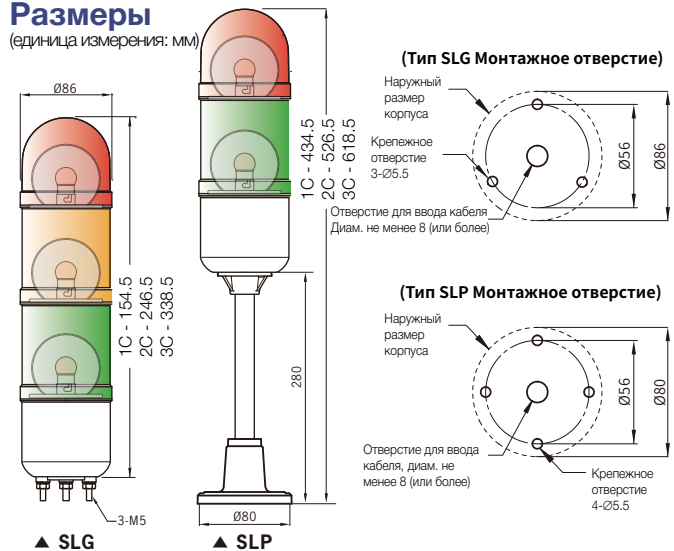 Размеры
(единица измерения: мм)
Ø86
1C - 154.5
2C - 246.5
3C - 338.5
3-M5
▲ SLG
1C - 434.5
2C - 526.5
3C - 618.5
280
Ø80
▲ SLP
(Тип SLG Монтажное отверстие)
Наружный
размер
корпуса
Крепежное
отверстие
3-Ø5.5
Отверстие для ввода кабеля
Диам. не менее 8 (или более)
Ø56
Ø86
(Тип SLP Монтажное отверстие)
Наружный
размер
корпуса
Отверстие для ввода
кабеля, диам. не
менее 8 (или более)
Крепежное
отверстие
4-Ø5.5
Ø56
Ø80